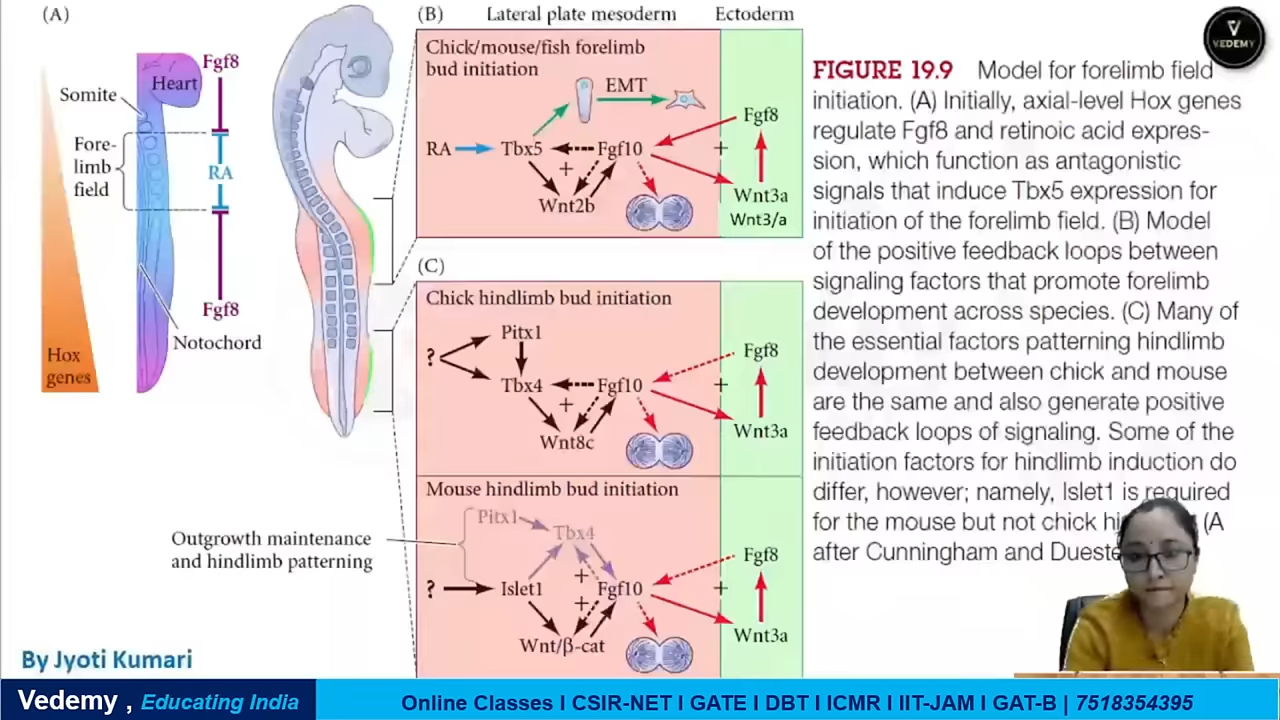 (A)
Fgf8
Heart
Somite
Fore-
limb
field
RA
Fgf8
Notochord
Hox
genes
(B)
Lateral plate mesoderm
Ectoderm
Chick/mouse/fish forelimb
bud initiation
EMT
Fgf8
RA
Tbx5
Fgf10
+
+
Wnt3a
Wnt2b
Wnt3/a
(C)
Chick hindlimb bud initiation
Pitx1
?
Fgf8
Tbx4
Fgf10
+
+
Wnt8c
Wnt3a
Mouse hindlimb bud initiation
Pitx1
Tbx4
Outgrowth maintenance
and hindlimb patterning
Fgf8
+
?
Islet1
Fgf10
+
+
Wnt/β-cat
Wnt3a
VEDEMY
FIGURE 19.9 Model for forelimb field
initiation. (A) Initially, axial-level Hox genes
regulate Fgf8 and retinoic acid expres-
sion, which function as antagonistic
signals that induce Tbx5 expression for
initiation of the forelimb field. (B) Model
of the positive feedback loops between
signaling factors that promote forelimb
development across species. (C) Many of
the essential factors patterning hindlimb
development between chick and mouse
are the same and also generate positive
feedback loops of signaling. Some of the
initiation factors for hindlimb induction do
differ, however; namely, Islet1 is required
for the mouse but not chick (A
after Cunningham and
By Jyoti Kumari
Vedemy , Educating India
Online Classes I CSIR-NET I GATE I DBT I ICMR I IIT-JAM I GAT-B | 7518354395